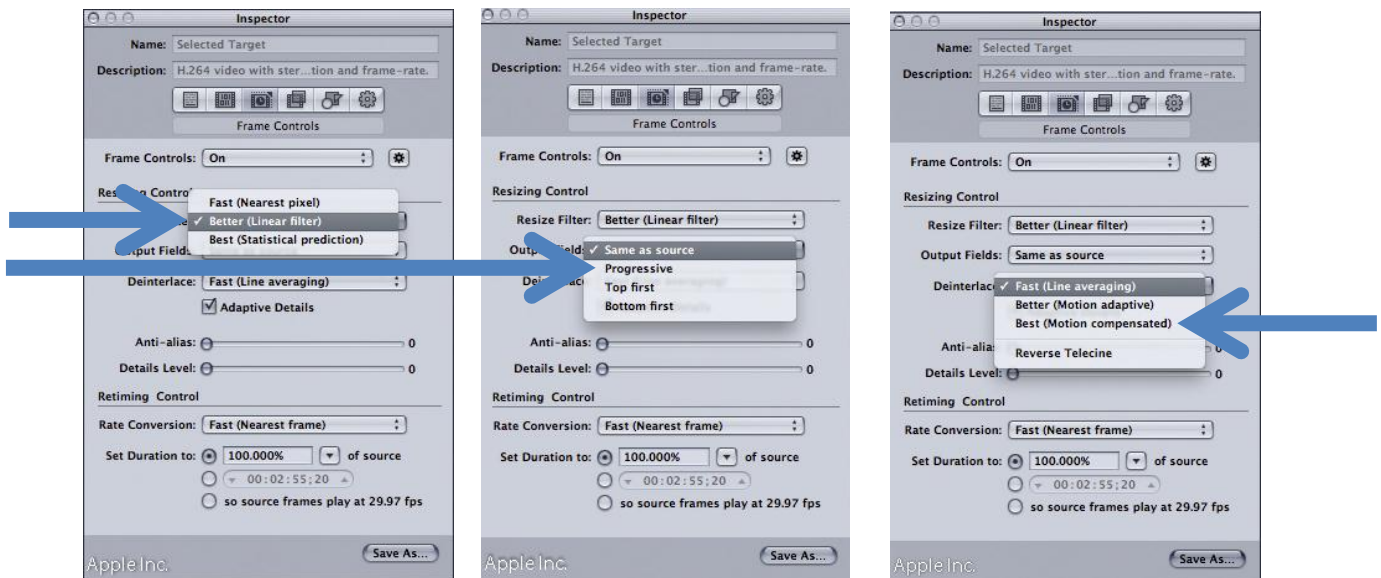 Inspector
Name: Selected Target
Description: H.264 video with ster...tion and frame-rate.
Frame Controls
Frame Controls: On
Resizing Contro
✓ Better (Linear filter)
Fast (Nearest pixel)
Best (Statistical prediction)
Output Fields:
Deinterlace: Fast (Line averaging)
Adaptive Details
Anti-alias: 0
Details Level: 0
Retiming Control
Rate Conversion: Fast (Nearest frame)
Set Duration to: 100.000% of source
00:02:55;20
so source frames play at 29.97 fps
Save As...
Apple Inc.
Inspector
Name: Selected Target
Description: H.264 video with ster...tion and frame-rate.
Frame Controls
Frame Controls: On
Resizing Control
Resize Filter: Better (Linear filter)
✓ Same as source
Progressive
Top first
Bottom first
Anti-alias: 0
Details Level: 0
Retiming Control
Rate Conversion: Fast (Nearest frame)
Set Duration to: 100.000% of source
00:02:55;20
so source frames play at 29.97 fps
Save As...
Apple Inc.
Inspector
Name: Selected Target
Description: H.264 video with ster...tion and frame-rate.
Frame Controls
Frame Controls: On
Resizing Control
Resize Filter: Better (Linear filter)
Output Fields: Same as source
Deinterlac ✓ Fast (Line averaging)
Better (Motion adaptive)
Best (Motion compensated)
Anti-alia 0
Reverse Telecine
Details Level: 0
Retiming Control
Rate Conversion: Fast (Nearest frame)
Set Duration to: 100.000% of source
00:02:55;20
so source frames play at 29.97 fps
Save As...
Apple Inc.